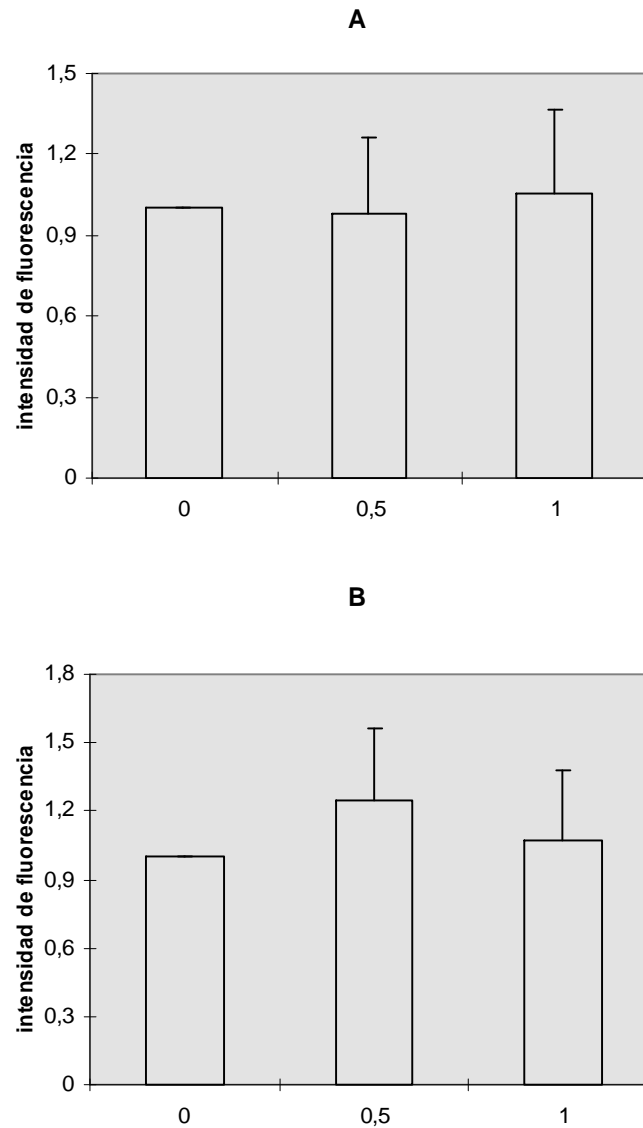 A
intensidad de fluorescencia
1,5
1,2
0,9
0,6
0,3
0
0 0,5 1
B
intensidad de fluorescencia
1,8
1,5
1,2
0,9
0,6
0,3
0
0 0,5 1